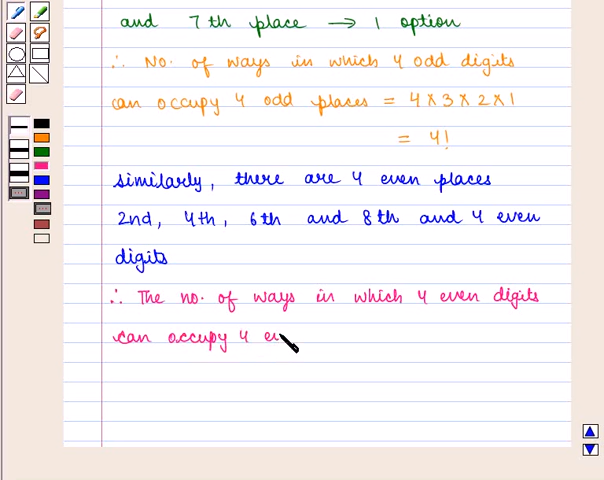 and 7 th place → 1 option
∴ No. of ways in which 4 odd digits
can occupy 4 odd places = 4 x 3 x 2 x 1
= 4!
Similarly, there are 4 even places
2nd, 4th, 6th and 8th and 4 even
digits
∴ The no. of ways in which 4 even digits
can occupy 4 e